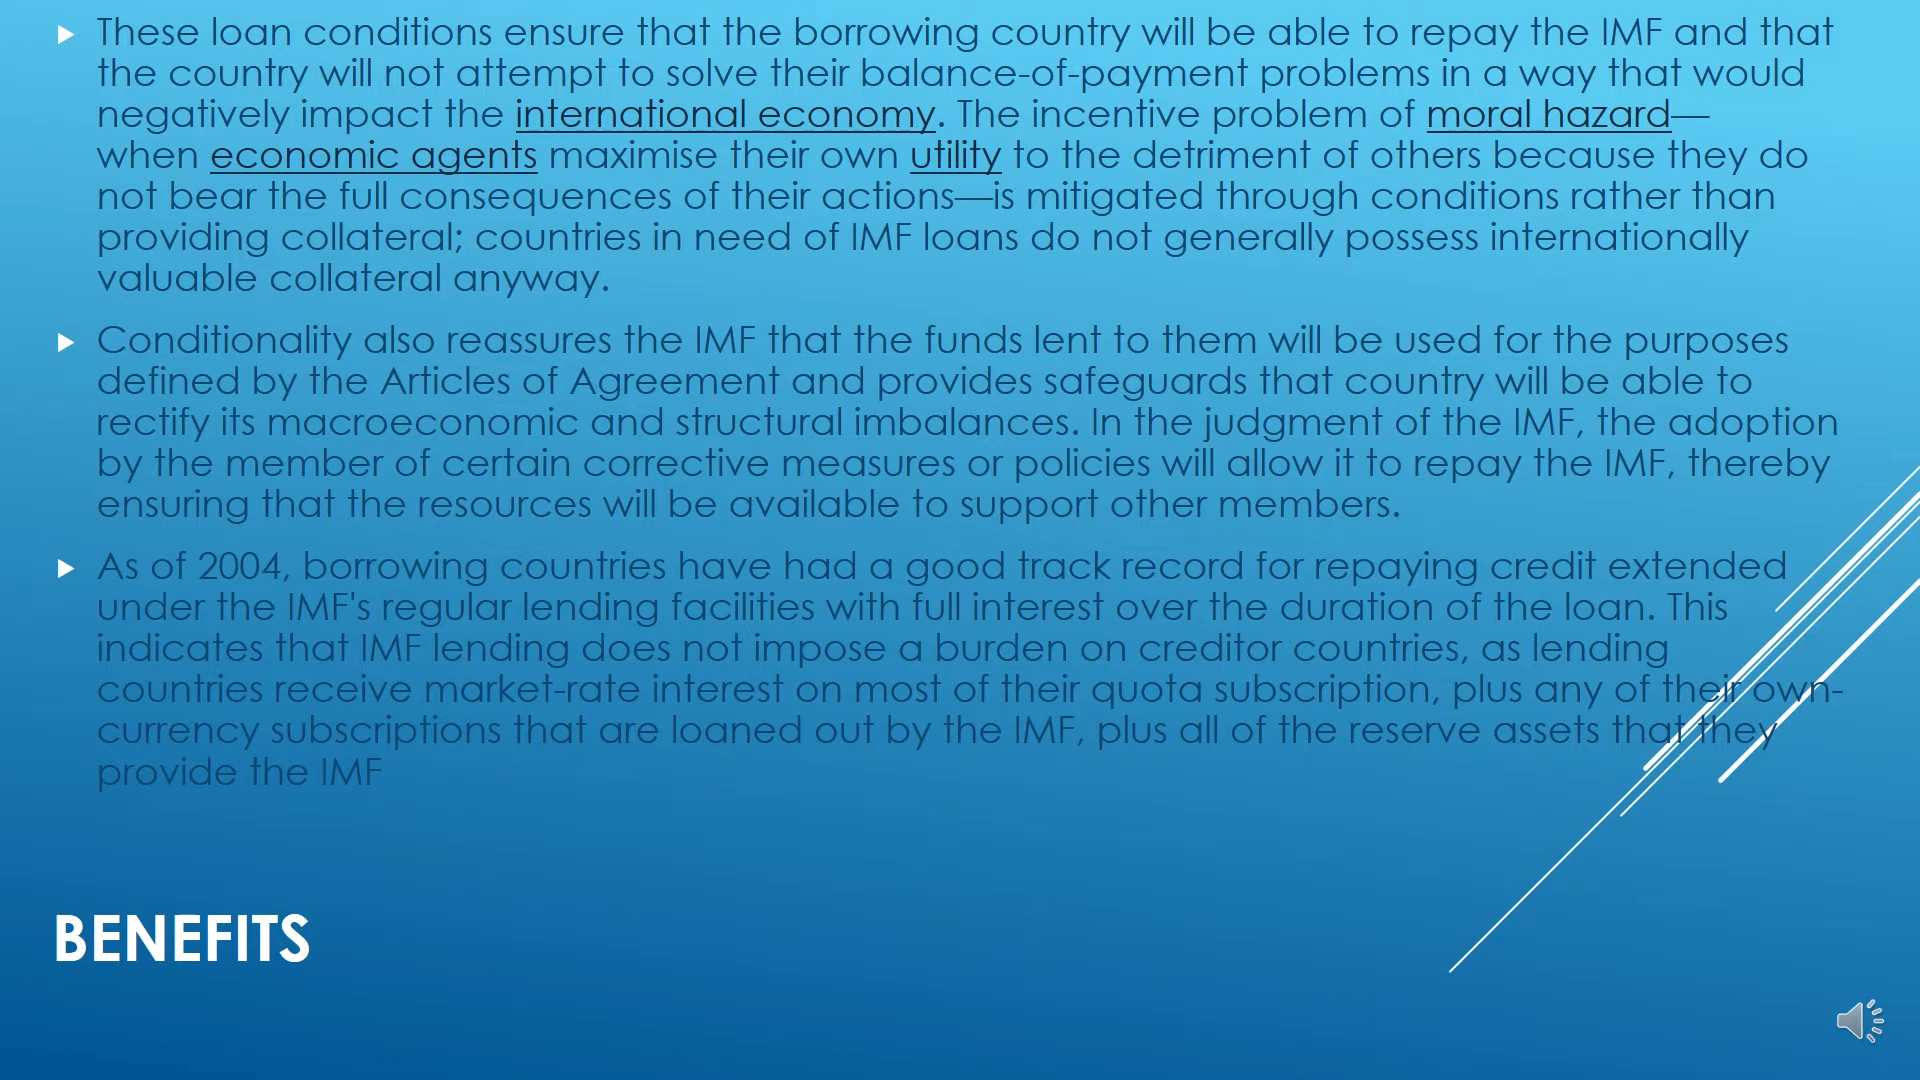 These loan conditions ensure that the borrowing country will be able to repay the IMF and that
the country will not attempt to solve their balance-of-payment problems in a way that would
negatively impact the international economy. The incentive problem of moral hazard—
when economic agents maximise their own utility to the detriment of others because they do
not bear the full consequences of their actions—is mitigated through conditions rather than
providing collateral; countries in need of IMF loans do not generally possess internationally
valuable collateral anyway.
Conditionality also reassures the IMF that the funds lent to them will be used for the purposes
defined by the Articles of Agreement and provides safeguards that country will be able to
rectify its macroeconomic and structural imbalances. In the judgment of the IMF, the adoption
by the member of certain corrective measures or policies will allow it to repay the IMF, thereby
ensuring that the resources will be available to support other members.
As of 2004, borrowing countries have had a good track record for repaying credit extended
under the IMF's regular lending facilities with full interest over the duration of the loan. This
indicates that IMF lending does not impose a burden on creditor countries, as lending
countries receive market-rate interest on most of their quota subscription, plus any of their own-
currency subscriptions that are loaned out by the IMF, plus all of the reserve assets that they
provide the IMF
BENEFITS